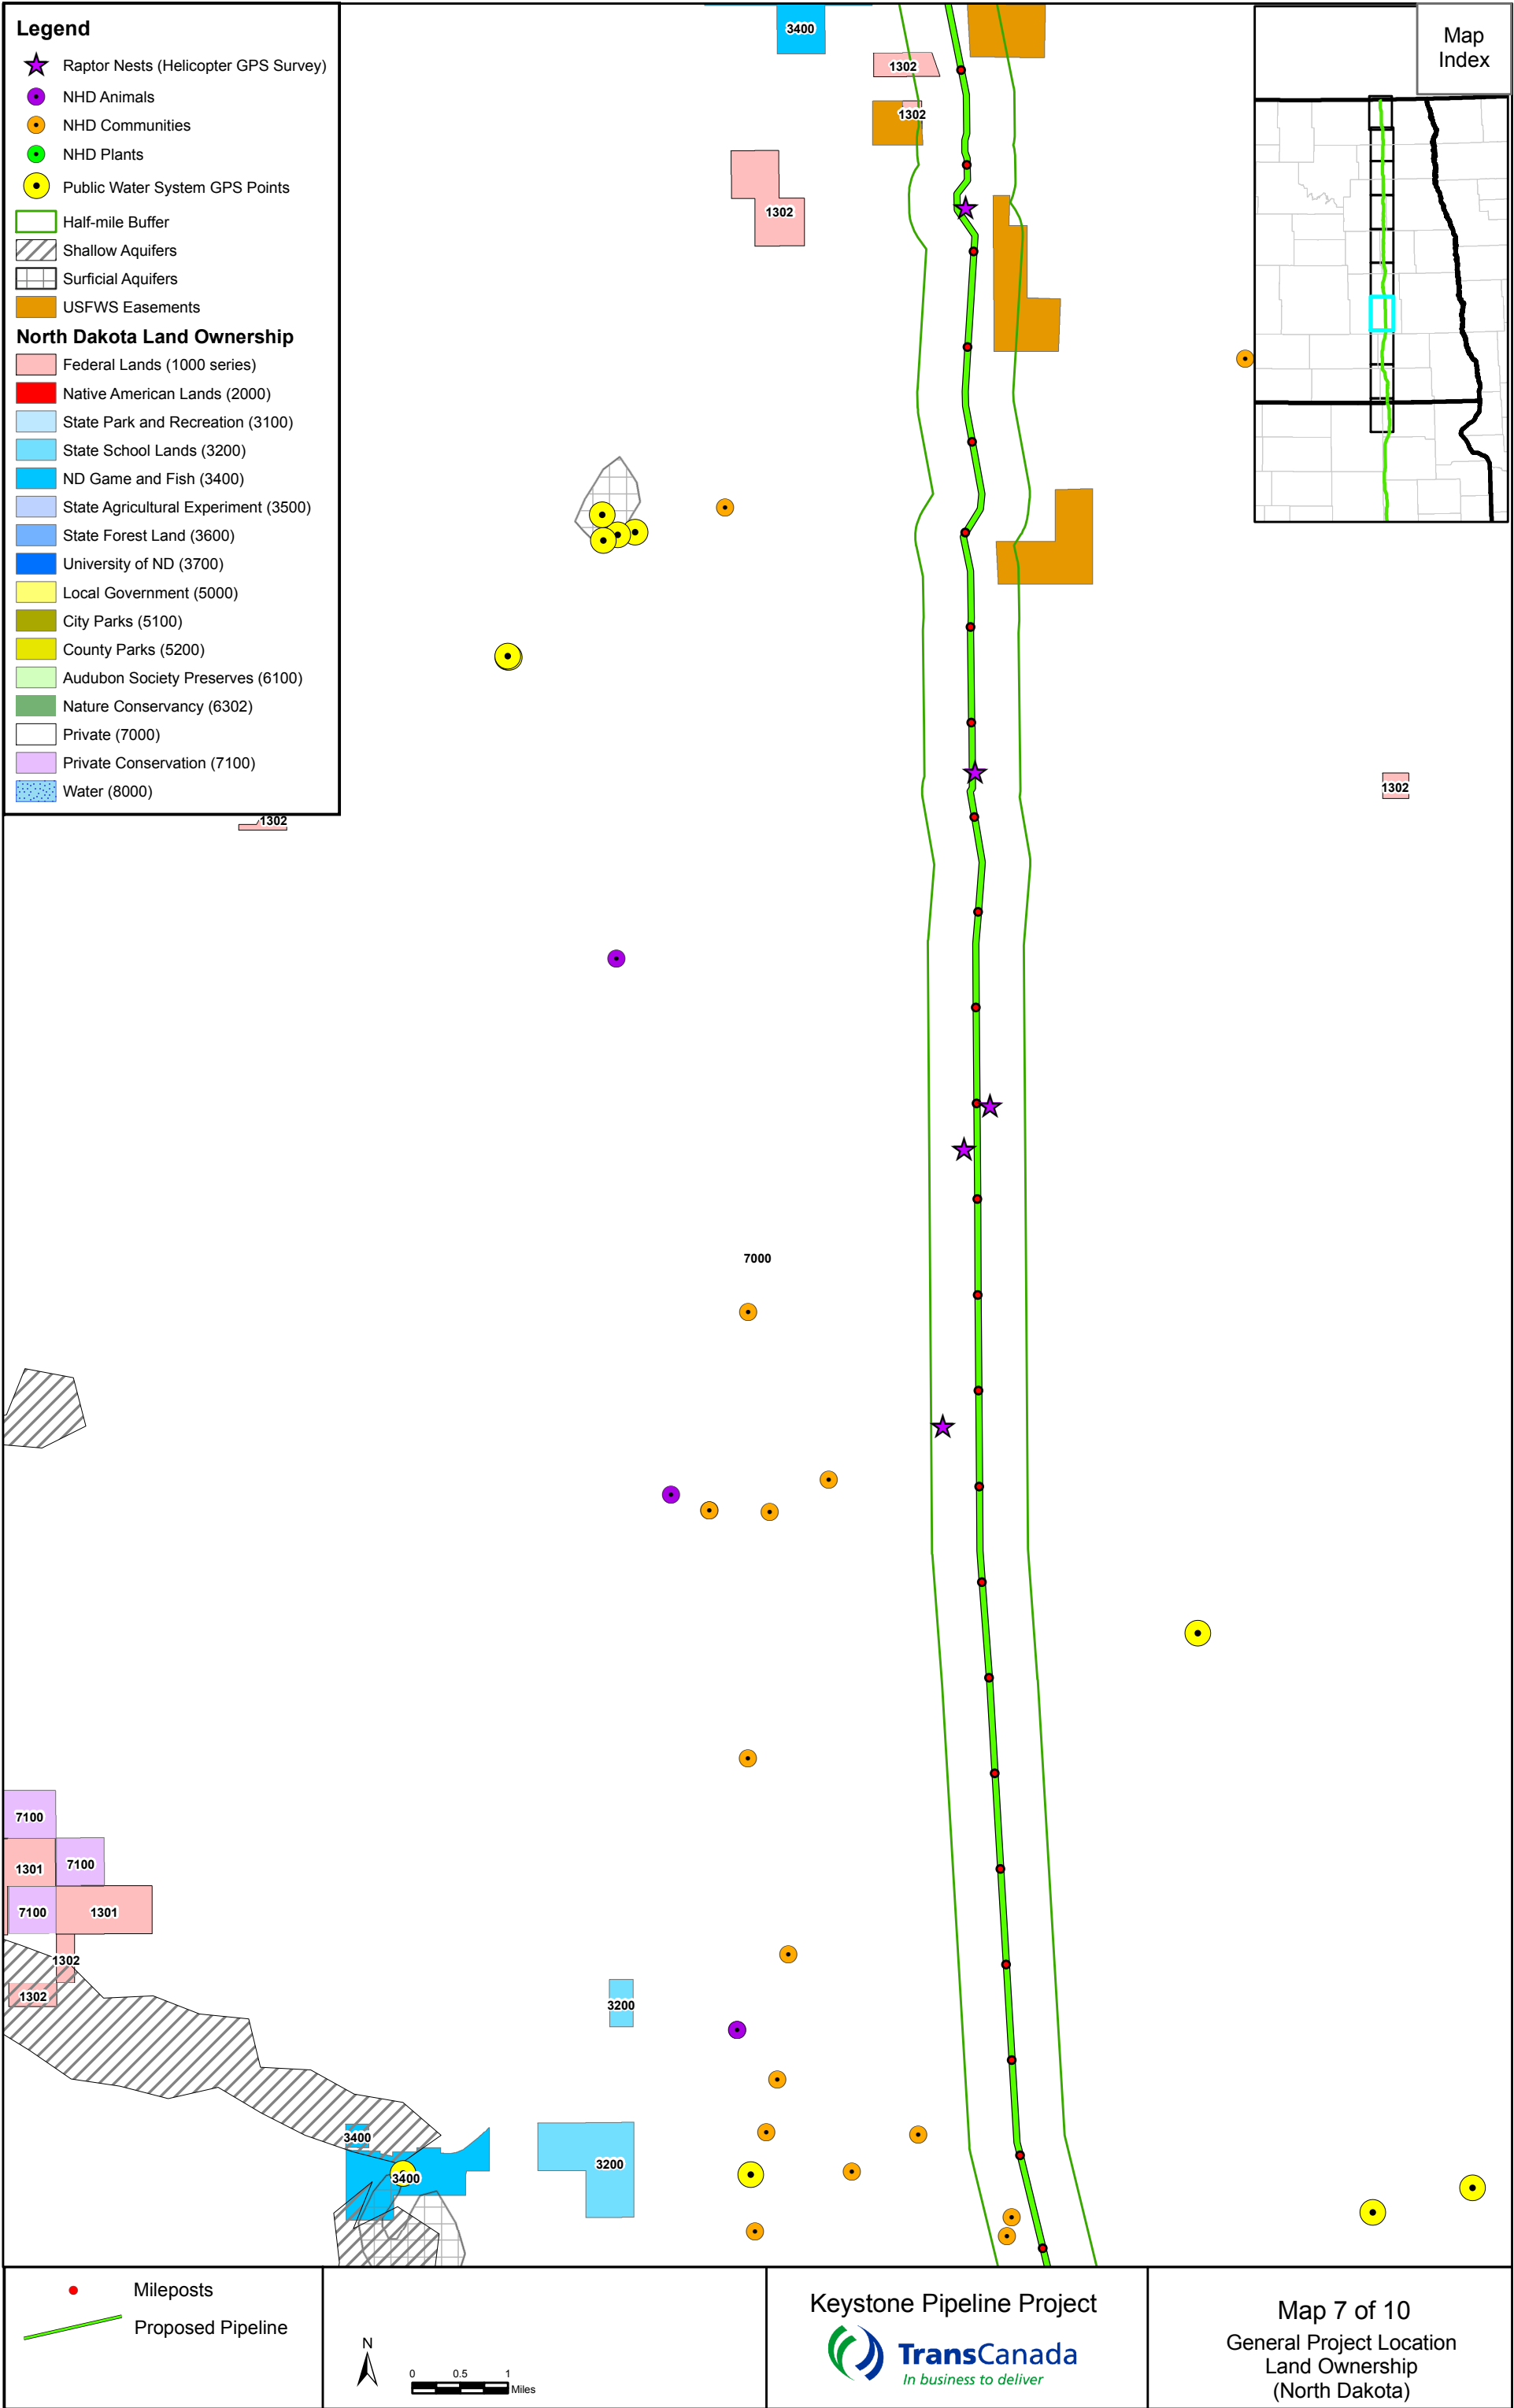 Legend
Raptor Nests (Helicopter GPS Survey)
NHD Animals
NHD Communities
NHD Plants
Public Water System GPS Points
Half-mile Buffer
Shallow Aquifers
Surficial Aquifers
USFWS Easements
North Dakota Land Ownership
Federal Lands (1000 series)
Native American Lands (2000)
State Park and Recreation (3100)
State School Lands (3200)
ND Game and Fish (3400)
State Agricultural Experiment (3500)
State Forest Land (3600)
University of ND (3700)
Local Government (5000)
City Parks (5100)
County Parks (5200)
Audubon Society Preserves (6100)
Nature Conservancy (6302)
Private (7000)
Private Conservation (7100)
Water (8000)
Map
Index
3400
1302
1302
1302
1302
1302
7000
7100
1301
7100
7100
1301
1302
1302
3200
3400
3400
3200
Mileposts
Proposed Pipeline
N
0 0.5 1
Miles
Keystone Pipeline Project
TransCanada
In business to deliver
Map 7 of 10
General Project Location
Land Ownership
(North Dakota)